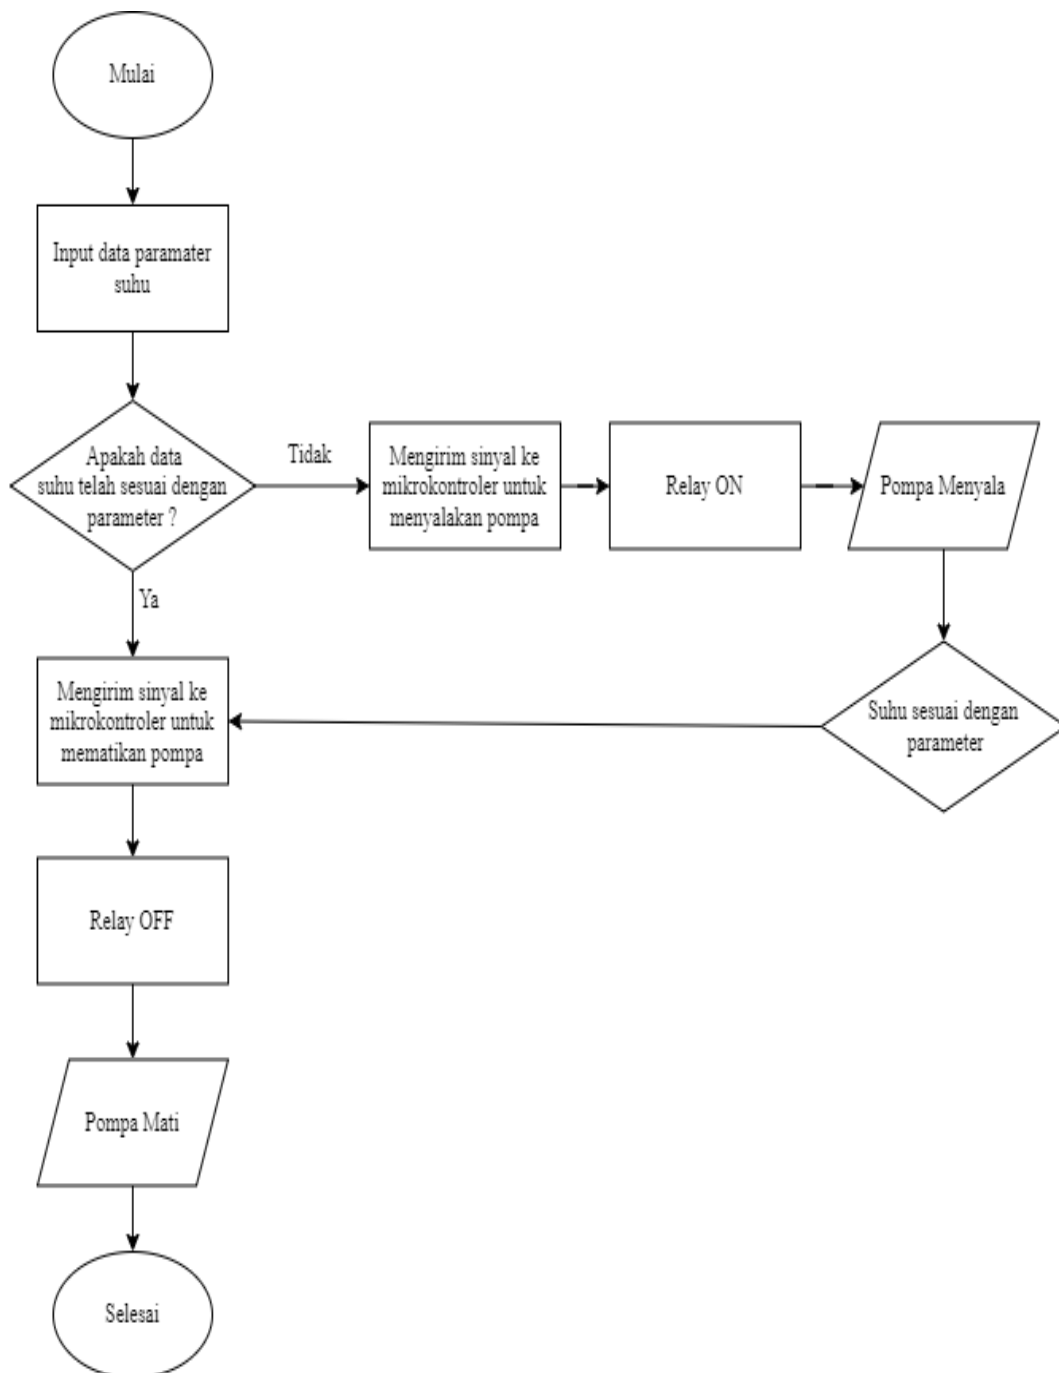 Mulai
Input data paramater
suhu
Apakah data
suhu telah sesuai dengan
parameter ?
Tidak
Mengirim sinyal ke
mikrokontroler untuk
menyalakan pompa
Relay ON
Pompa Menyala
Ya
Mengirim sinyal ke
mikrokontroler untuk
mematikan pompa
Suhu sesuai dengan
parameter
Relay OFF
Pompa Mati
Selesai